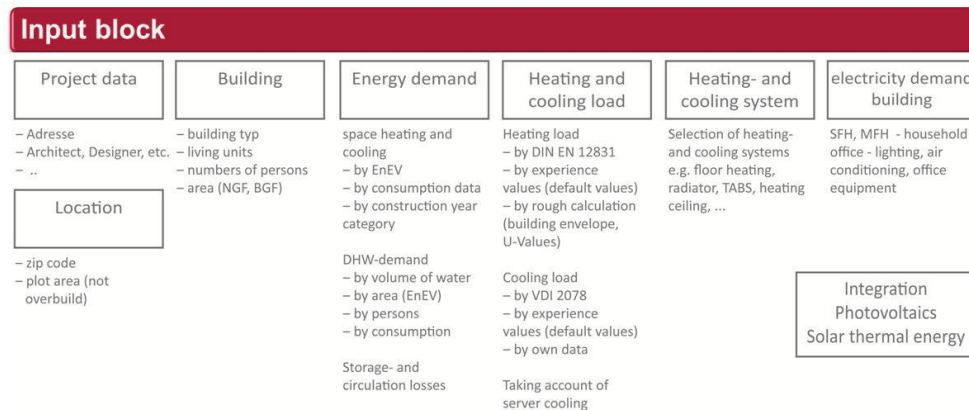 Input block
Project data
– Adresse
– Architect, Designer, etc.
– ..
Location
– zip code
– plot area (not
overbuild)
Building
– building typ
– living units
– numbers of persons
– area (NGF, BGF)
Energy demand
space heating and
cooling
– by EnEV
– by consumption data
– by construction year
category
DHW-demand
– by volume of water
– by area (EnEV)
– by persons
– by consumption
Storage- and
circulation losses
Heating and
cooling load
Heating load
– by DIN EN 12831
– by experience
values (default values)
– by rough calculation
(building envelope,
U-Values)
Cooling load
– by VDI 2078
– by experience
values (default values)
– by own data
Taking account of
server cooling
Heating- and
cooling system
Selection of heating-
and cooling systems
e.g. floor heating,
radiator, TABS, heating
ceiling, ...
electricity demand
building
SFH, MFH - household
office - lighting, air
conditioning, office
equipment
Integration
Photovoltaics
Solar thermal energy